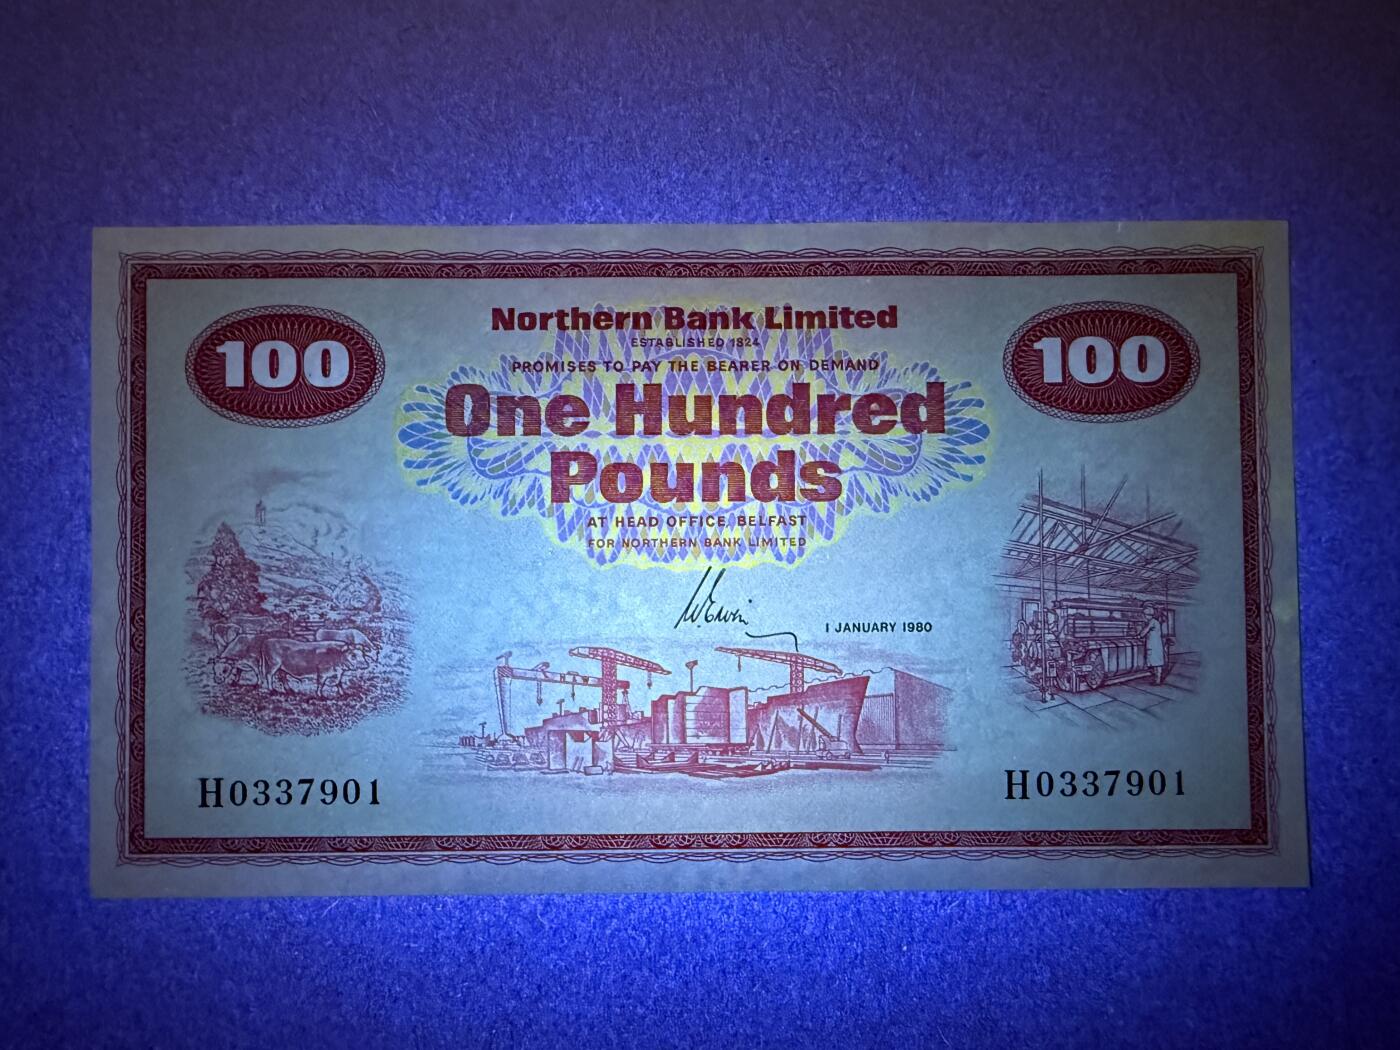 Northern Bank Limited
ESTABLISHED 1824
100 100
PROMISES TO PAY THE BEARER ON DEMAND
One Hundred
Pounds
AT HEAD OFFICE, BELFAST
FOR NORTHERN BANK LIMITED
1 JANUARY 1980
H0337901 H0337901